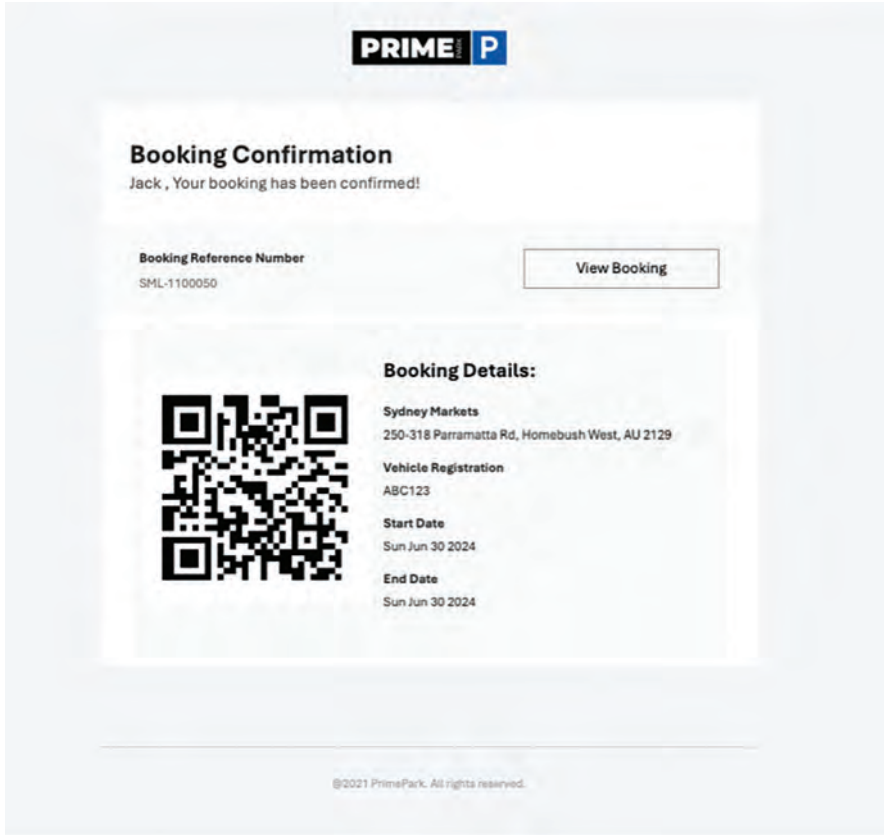 PRIME PARK P
Booking Confirmation
Jack , Your booking has been confirmed!
Booking Reference Number
SML-1100050
View Booking
Booking Details:
Sydney Markets
250-318 Parramatta Rd, Homebush West, AU 2129
Vehicle Registration
ABC123
Start Date
Sun Jun 30 2024
End Date
Sun Jun 30 2024
@2021 PrimePark. All rights reserved.